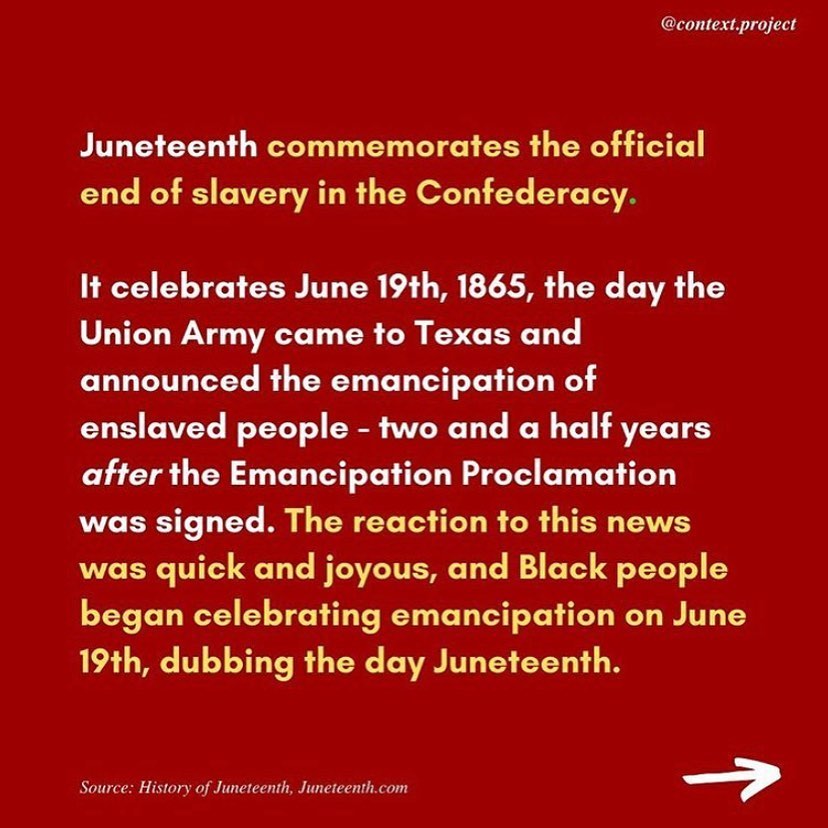 @context.project
Juneteenth commemorates the official
end of slavery in the Confederacy.
It celebrates June 19th, 1865, the day the
Union Army came to Texas and
announced the emancipation of
enslaved people - two and a half years
after the Emancipation Proclamation
was signed. The reaction to this news
was quick and joyous, and Black people
began celebrating emancipation on June
19th, dubbing the day Juneteenth.
Source: History of Juneteenth, Juneteenth.com